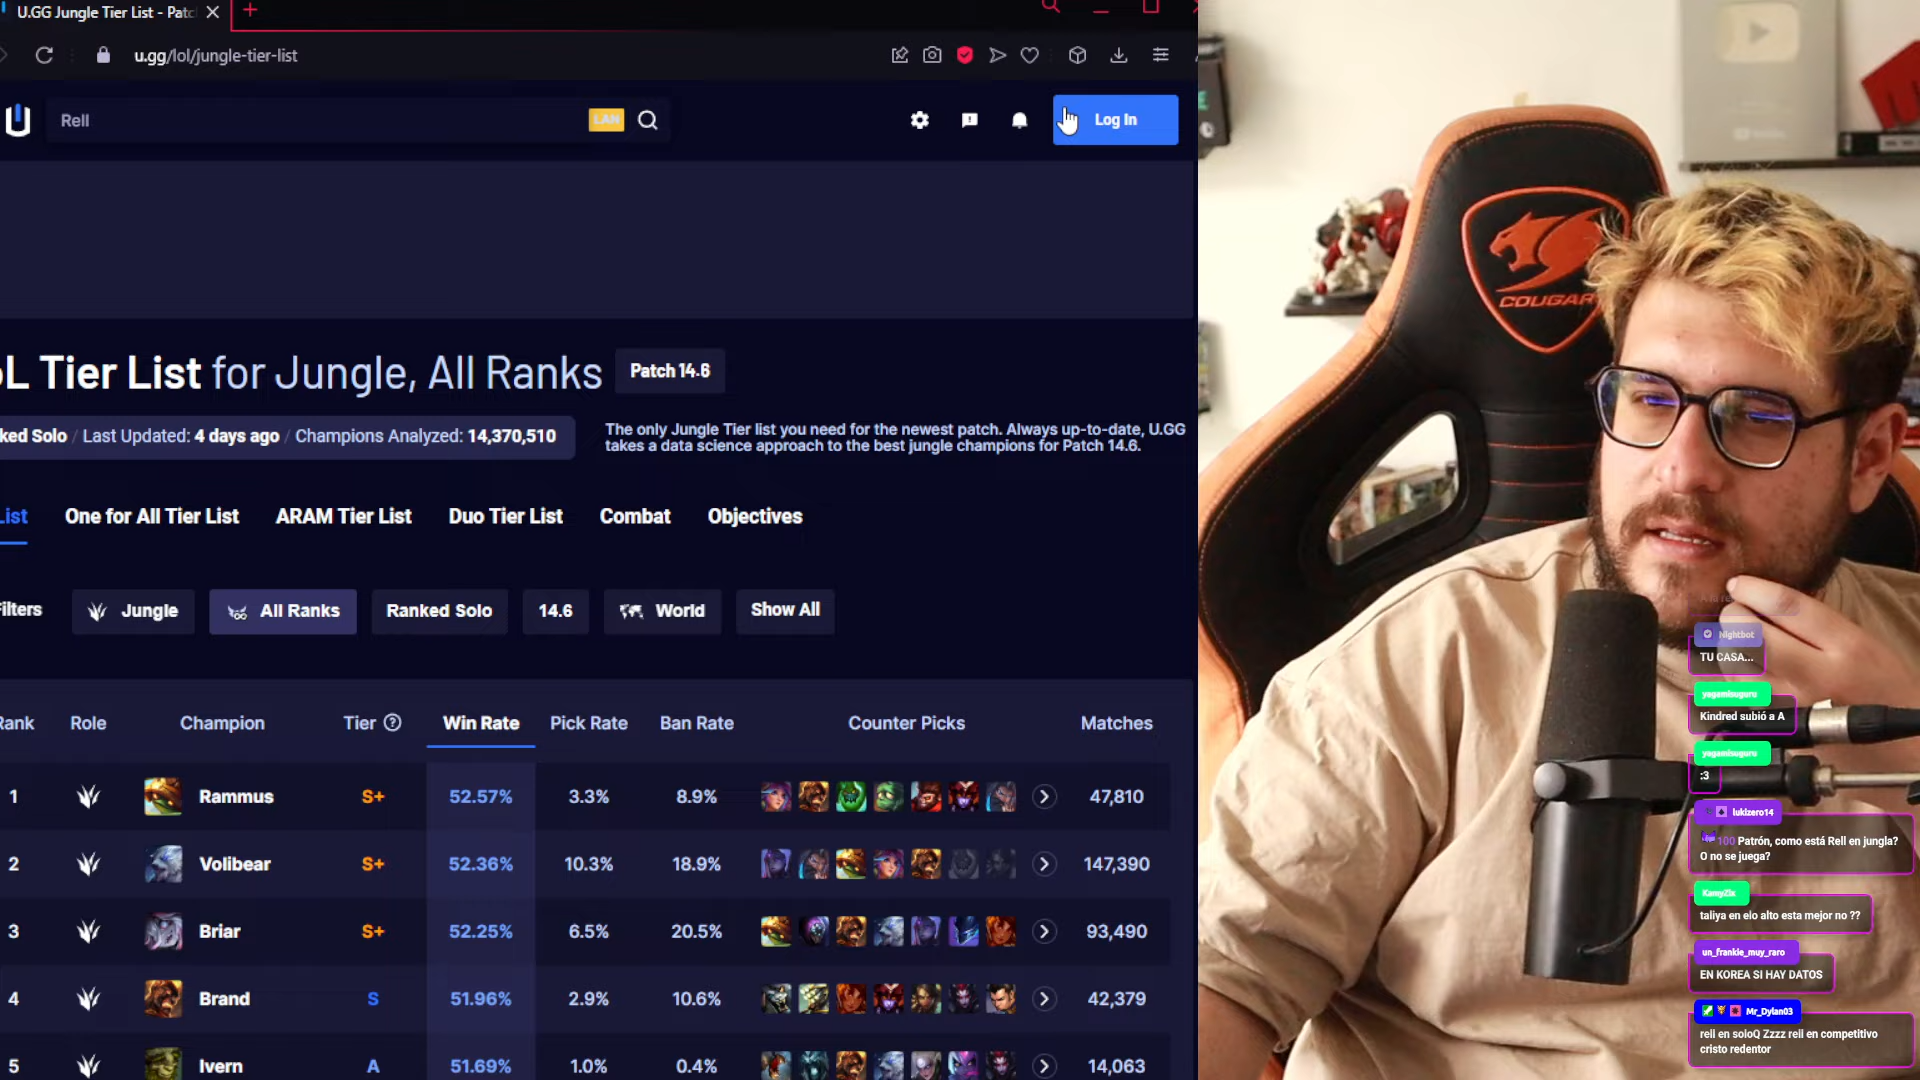 U.GG Jungle Tier List - Patc
u.gg/lol/jungle-tier-list
Rell
LAN
Log In
oL Tier List for Jungle, All Ranks
Patch 14.6
ked Solo / Last Updated: 4 days ago / Champions Analyzed: 14,370,510
The only Jungle Tier list you need for the newest patch. Always up-to-date, U.GG
takes a data science approach to the best jungle champions for Patch 14.6.
List
One for All Tier List
ARAM Tier List
Duo Tier List
Combat
Objectives
Filters
Jungle
All Ranks
Ranked Solo
14.6
World
Show All
Rank Role Champion Tier ? Win Rate Pick Rate Ban Rate Counter Picks Matches
1 Rammus S+ 52.57% 3.3% 8.9% 47,810
2 Volibear S+ 52.36% 10.3% 18.9% 147,390
3 Briar S+ 52.25% 6.5% 20.5% 93,490
4 Brand S 51.96% 2.9% 10.6% 42,379
5 Ivern A 51.69% 1.0% 0.4% 14,063
COUGAR
Nightbot
TU CASA...
yagamisuguru
Kindred subió a A
yagamisuguru
:3
lukizero14
100 Patrón, como está Rell en jungla?
O no se juega?
KamyZix
taliya en elo alto esta mejor no ??
un_frankie_muy_raro
EN KOREA SI HAY DATOS
Mr_Dylan03
rell en soloQ Zzzz rell en competitivo
cristo redentor